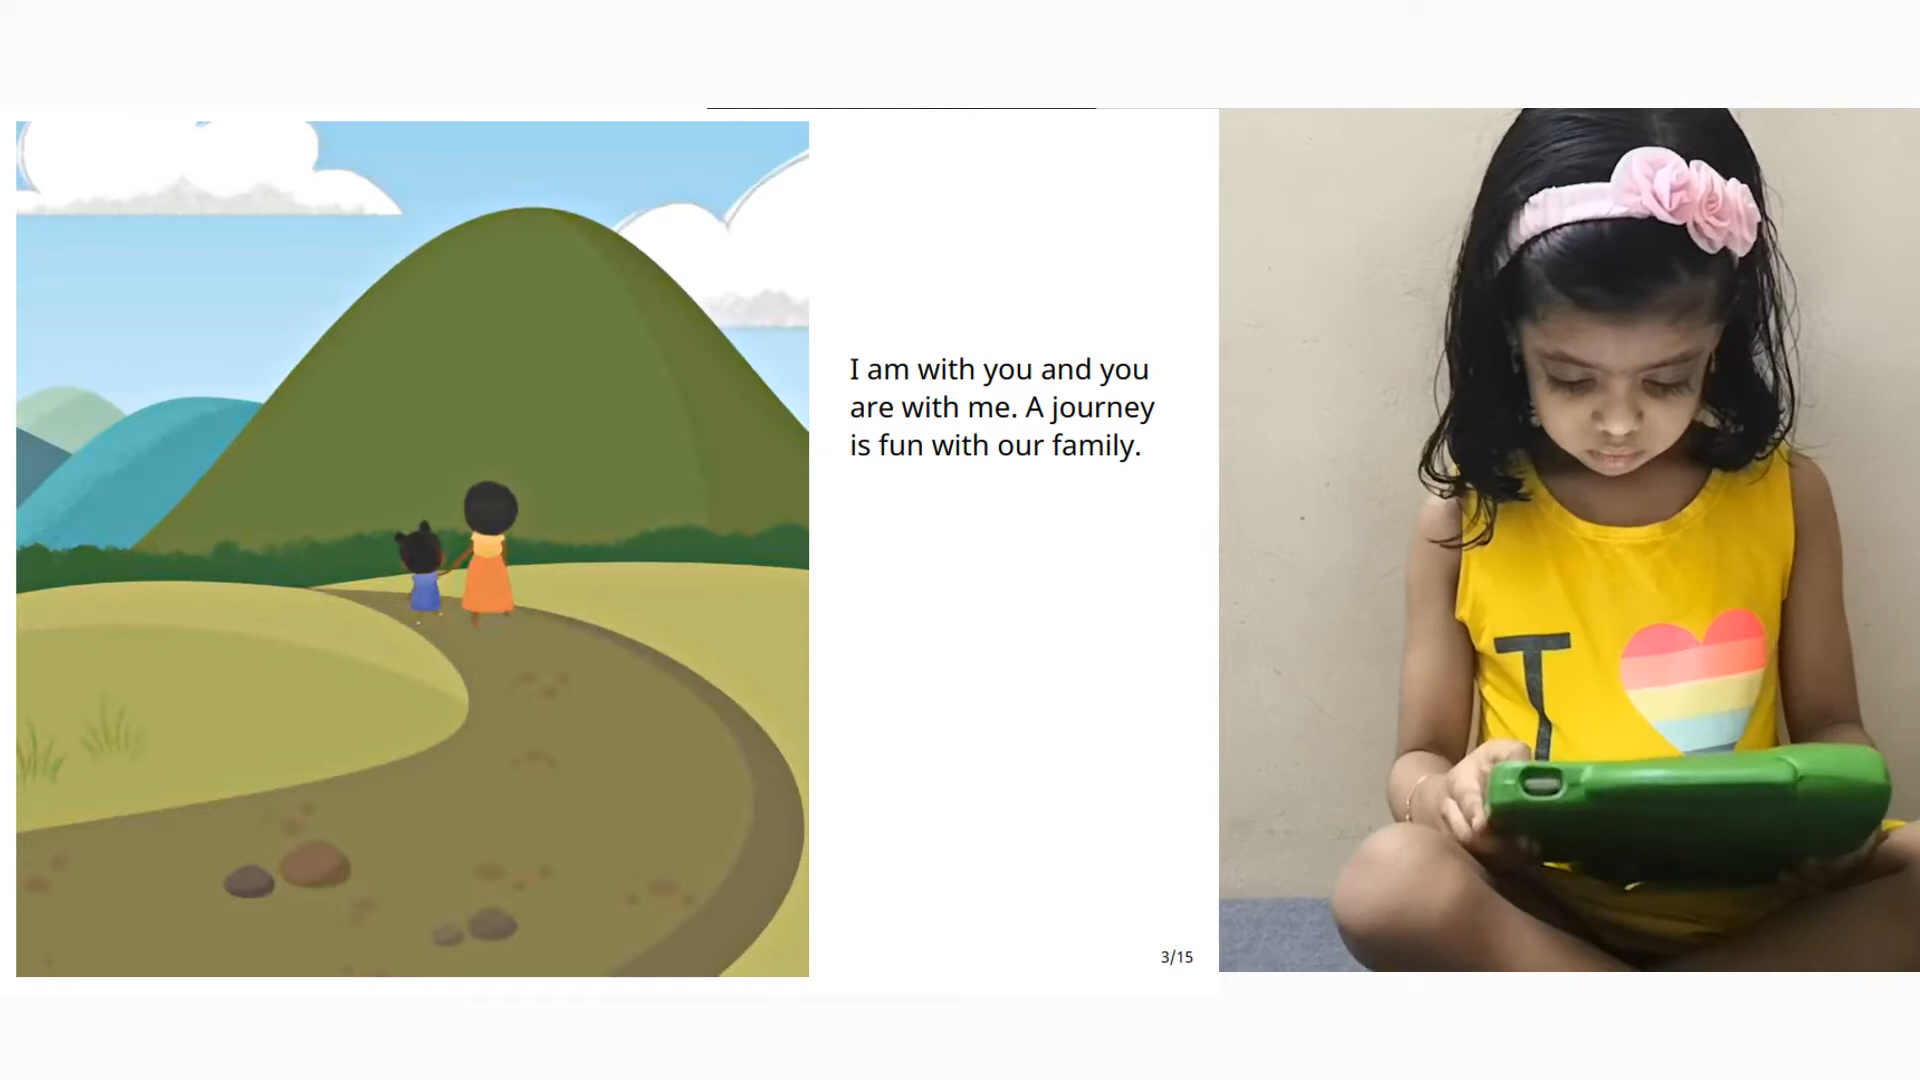 I am with you and you
are with me. A journey
is fun with our family.
3/15
I